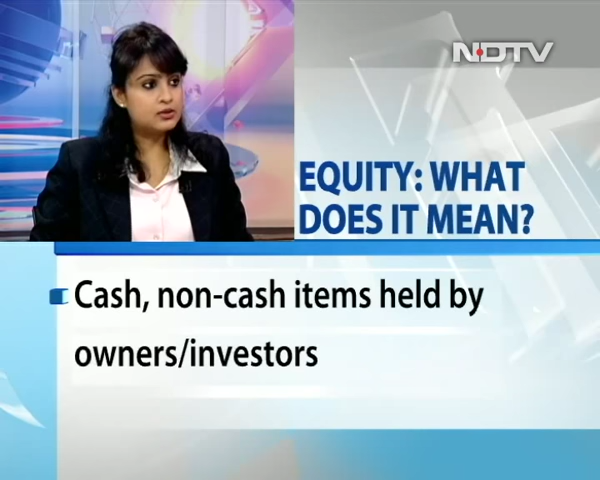 NDTV
EQUITY: WHAT
DOES IT MEAN?
Cash, non-cash items held by
owners/investors